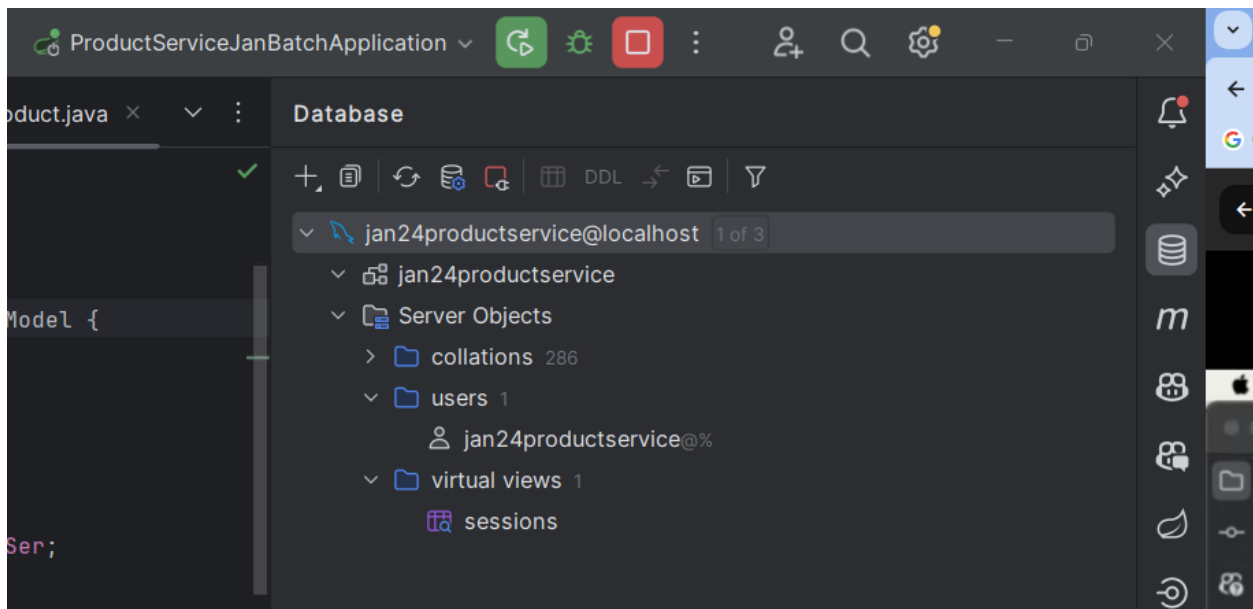 ProductServiceJanBatchApplication
oduct.java
Database
DDL
jan24productservice@localhost 1 of 3
jan24productservice
Model {
Server Objects
collations 286
users 1
jan24productservice@%
virtual views 1
sessions
Ser;